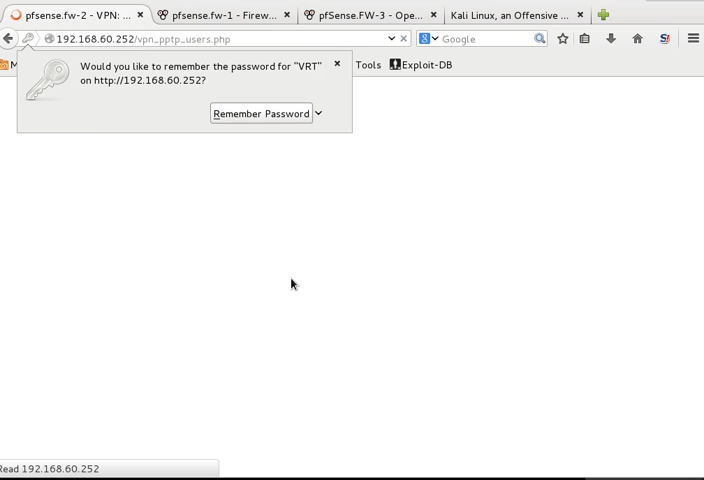 pfsense.fw-2 - VPN: ...
pfsense.fw-1 - Firew...
pfSense.FW-3 - Ope...
Kali Linux, an Offensive ...
192.168.60.252/vpn_pptp_users.php
Google
M
Tools
Exploit-DB
Would you like to remember the password for "VRT"
on http://192.168.60.252?
Remember Password
Read 192.168.60.252